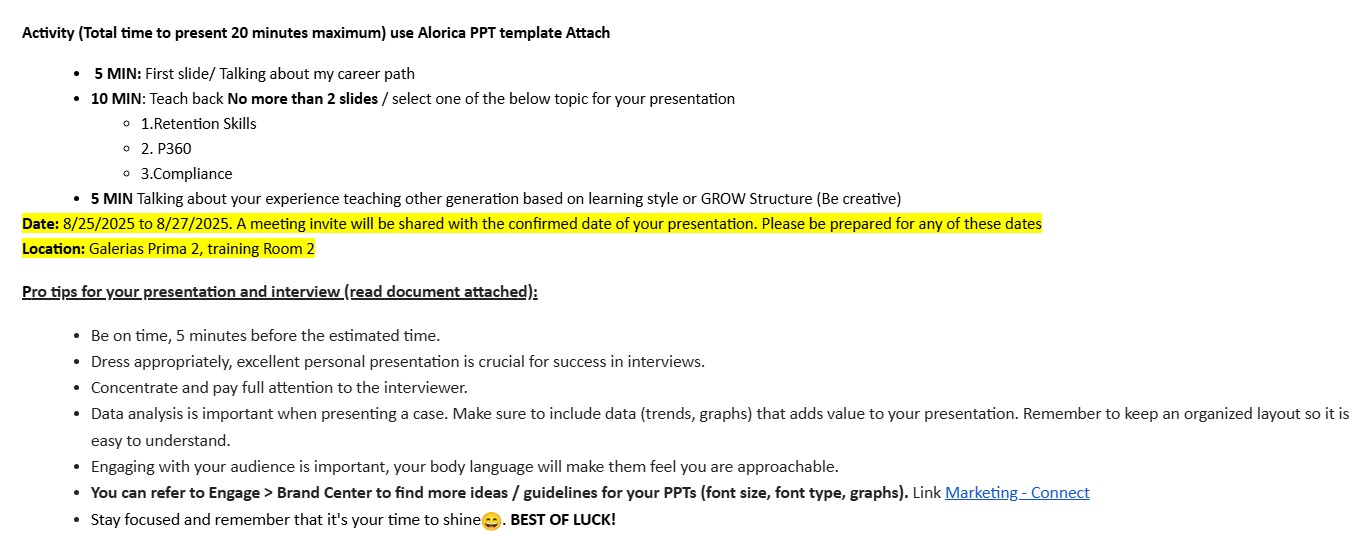 Activity (Total time to present 20 minutes maximum) use Alorica PPT template Attach
• 5 MIN: First slide/ Talking about my career path
• 10 MIN: Teach back No more than 2 slides / select one of the below topic for your presentation
◦ 1.Retention Skills
◦ 2. P360
◦ 3.Compliance
• 5 MIN Talking about your experience teaching other generation based on learning style or GROW Structure (Be creative)
Date: 8/25/2025 to 8/27/2025. A meeting invite will be shared with the confirmed date of your presentation. Please be prepared for any of these dates
Location: Galerias Prima 2, training Room 2
Pro tips for your presentation and interview (read document attached):
• Be on time, 5 minutes before the estimated time.
• Dress appropriately, excellent personal presentation is crucial for success in interviews.
• Concentrate and pay full attention to the interviewer.
• Data analysis is important when presenting a case. Make sure to include data (trends, graphs) that adds value to your presentation. Remember to keep an organized layout so it is
easy to understand.
• Engaging with your audience is important, your body language will make them feel you are approachable.
• You can refer to Engage > Brand Center to find more ideas / guidelines for your PPTs (font size, font type, graphs). Link Marketing - Connect
• Stay focused and remember that it's your time to shine😄. BEST OF LUCK!